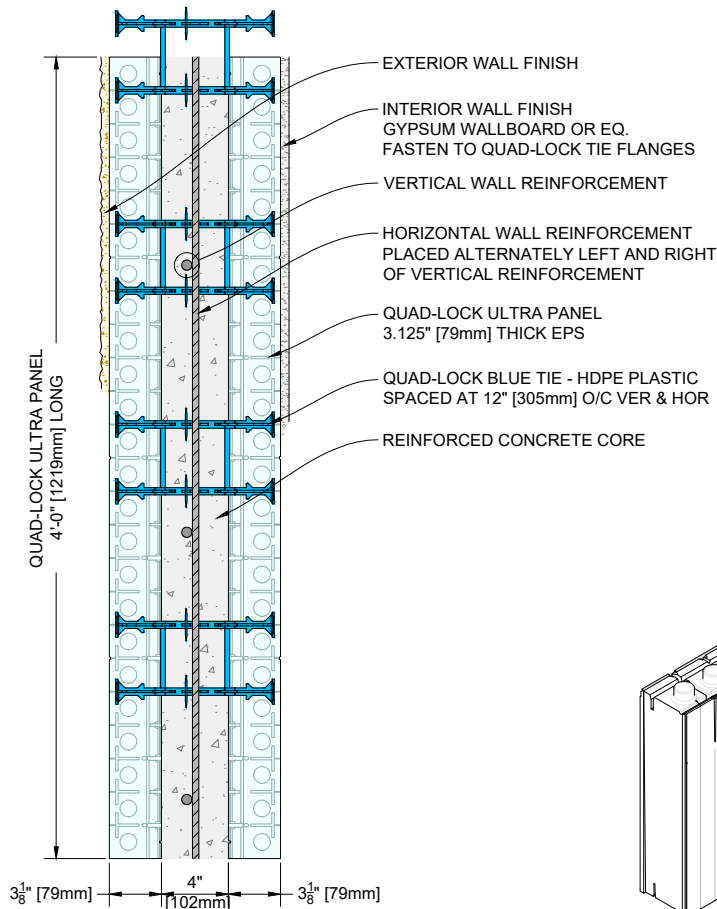 EXTERIOR WALL FINISH
INTERIOR WALL FINISH
GYPSUM WALLBOARD OR EQ.
FASTEN TO QUAD-LOCK TIE FLANGES
VERTICAL WALL REINFORCEMENT
HORIZONTAL WALL REINFORCEMENT
PLACED ALTERNATELY LEFT AND RIGHT
OF VERTICAL REINFORCEMENT
QUAD-LOCK ULTRA PANEL
3.125" [79mm] THICK EPS
QUAD-LOCK BLUE TIE - HDPE PLASTIC
SPACED AT 12" [305mm] O/C VER & HOR
REINFORCED CONCRETE CORE
QUAD-LOCK ULTRA PANEL
4'-0" [1219mm] LONG
3⅛" [79mm]
4"
[102mm]
3⅛" [79mm]